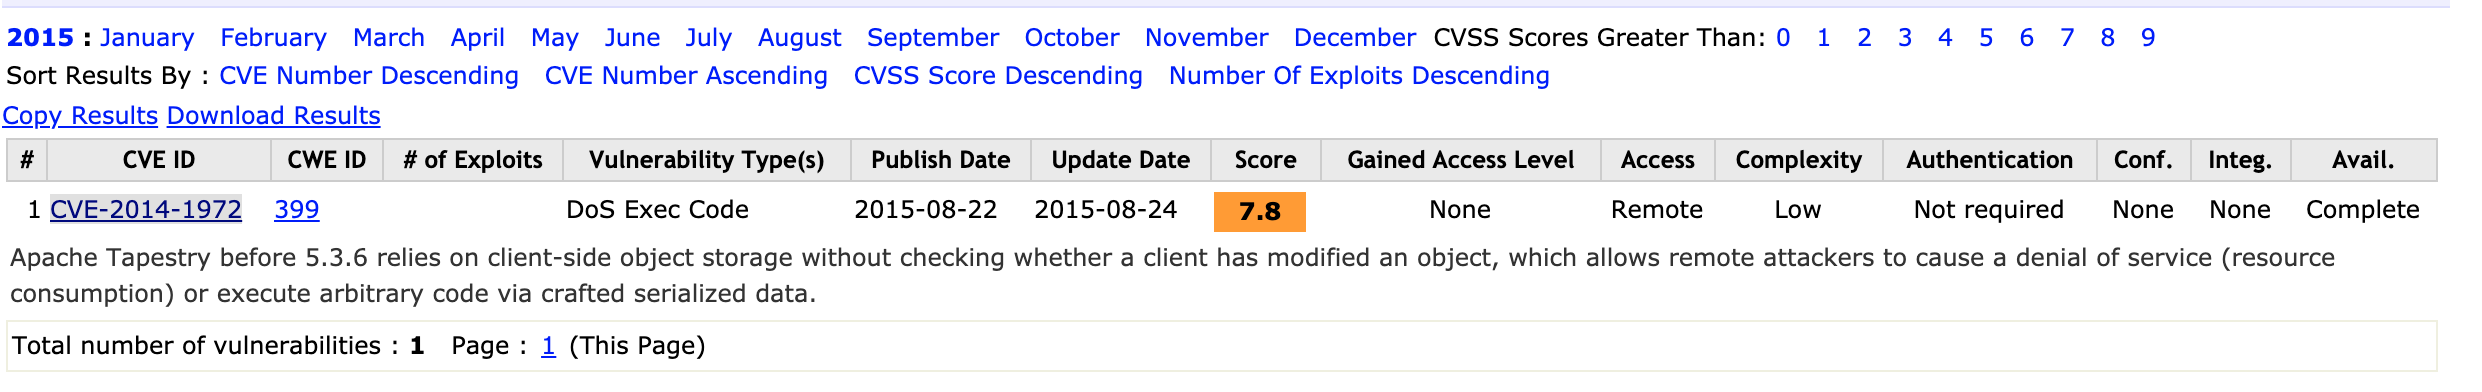 2015 : January February March April May June July August September October November December CVSS Scores Greater Than: 0 1 2 3 4 5 6 7 8 9
Sort Results By : CVE Number Descending CVE Number Ascending CVSS Score Descending Number Of Exploits Descending
Copy Results Download Results
# CVE ID CWE ID # of Exploits Vulnerability Type(s) Publish Date Update Date Score Gained Access Level Access Complexity Authentication Conf. Integ. Avail.
1 CVE-2014-1972 399 DoS Exec Code 2015-08-22 2015-08-24 7.8 None Remote Low Not required None None Complete
Apache Tapestry before 5.3.6 relies on client-side object storage without checking whether a client has modified an object, which allows remote attackers to cause a denial of service (resource
consumption) or execute arbitrary code via crafted serialized data.
Total number of vulnerabilities : 1 Page : 1 (This Page)